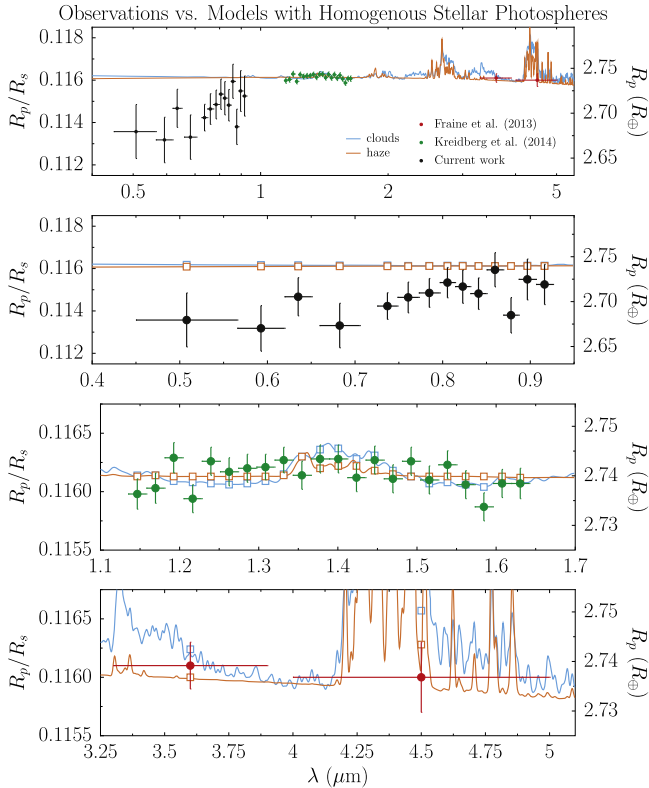 Observations vs. Models with Homogenous Stellar Photospheres
0.118
0.116
0.114
0.112
R_p/R_s
2.75
2.70
2.65
R_p (R_⊕)
clouds
haze
Fraine et al. (2013)
Kreidberg et al. (2014)
Current work
0.5 1 2 5
0.118
0.116
0.114
0.112
R_p/R_s
2.75
2.70
2.65
R_p (R_⊕)
0.4 0.5 0.6 0.7 0.8 0.9
0.1165
0.1160
0.1155
R_p/R_s
2.75
2.74
2.73
R_p (R_⊕)
1.1 1.2 1.3 1.4 1.5 1.6 1.7
0.1165
0.1160
0.1155
R_p/R_s
2.75
2.74
2.73
R_p (R_⊕)
3.25 3.5 3.75 4 4.25 4.5 4.75 5
λ (μm)